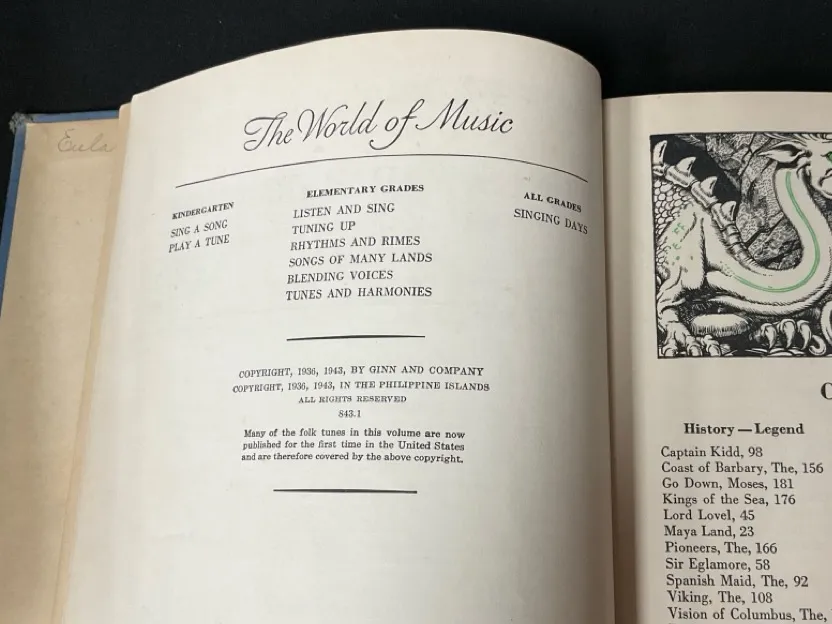 Eula
The World of Music
KINDERGARTEN
SING A SONG
PLAY A TUNE
ELEMENTARY GRADES
LISTEN AND SING
TUNING UP
RHYTHMS AND RIMES
SONGS OF MANY LANDS
BLENDING VOICES
TUNES AND HARMONIES
ALL GRADES
SINGING DAYS
COPYRIGHT, 1936, 1943, BY GINN AND COMPANY
COPYRIGHT, 1936, 1943, IN THE PHILIPPINE ISLANDS
ALL RIGHTS RESERVED
843.1
Many of the folk tunes in this volume are now
published for the first time in the United States
and are therefore covered by the above copyright.
C
History — Legend
Captain Kidd, 98
Coast of Barbary, The, 156
Go Down, Moses, 181
Kings of the Sea, 176
Lord Lovel, 45
Maya Land, 23
Pioneers, The, 166
Sir Eglamore, 58
Spanish Maid, The, 92
Viking, The, 108
Vision of Columbus, The,